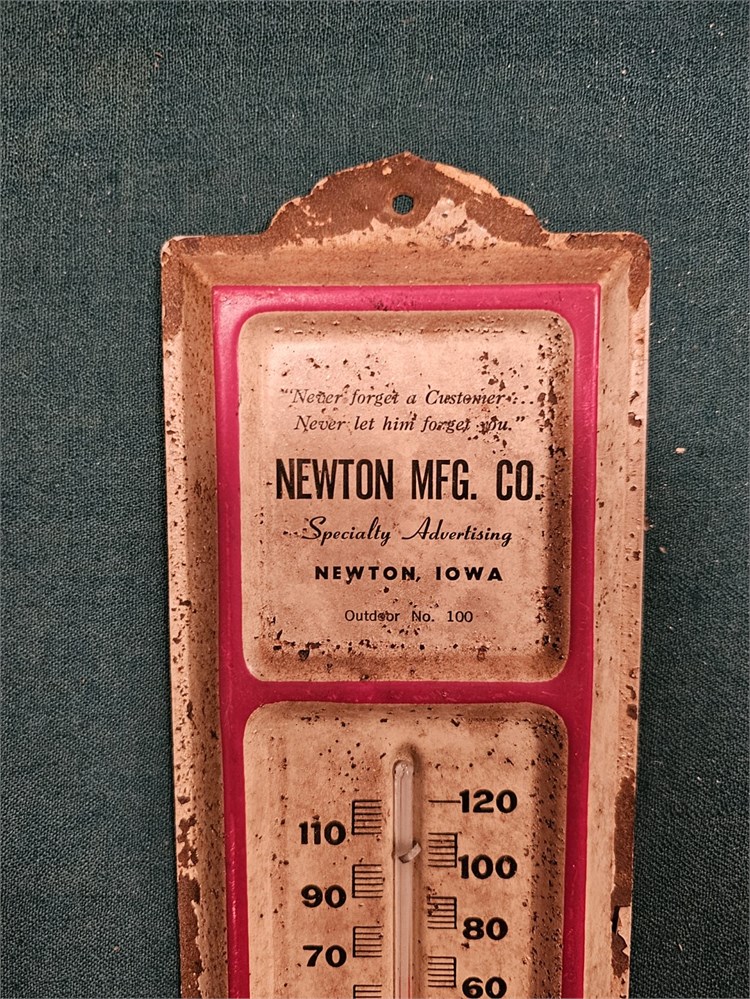 "Never forget a Customer...
Never let him forget you."
NEWTON MFG. CO.
Specialty Advertising
NEWTON, IOWA
Outdoor No. 100
120
110
100
90
80
70
60